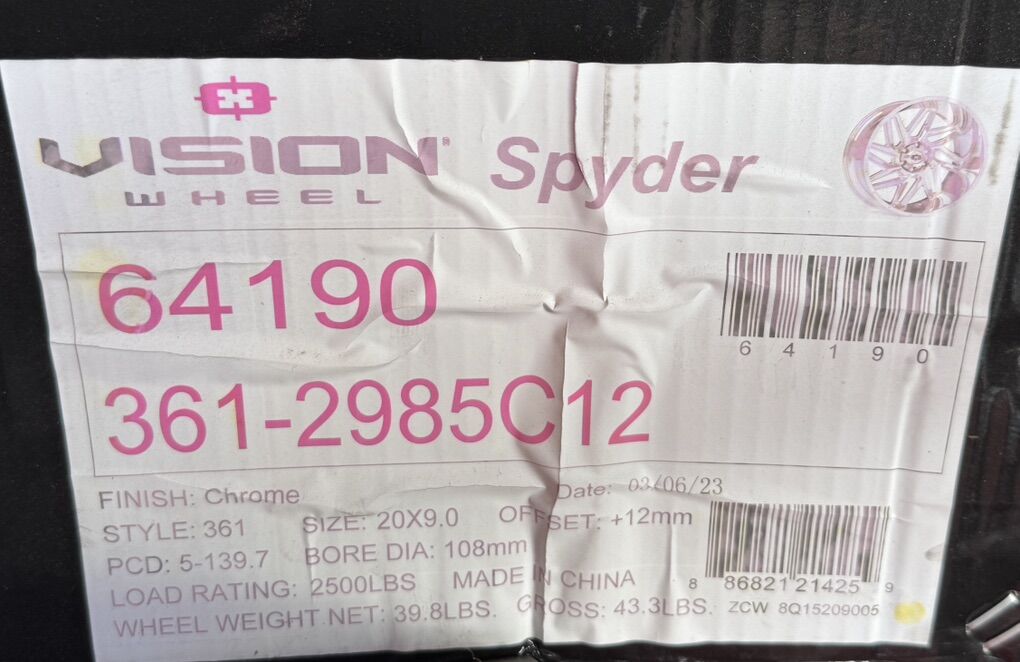 VISION® Spyder
WHEEL
64190
64190
361-2985C12
FINISH: Chrome Date: 03/06/23
STYLE: 361 SIZE: 20X9.0 OFFSET: +12mm
PCD: 5-139.7 BORE DIA: 108mm
LOAD RATING: 2500LBS MADE IN CHINA 8 86821 21425 9
WHEEL WEIGHT NET: 39.8LBS. GROSS: 43.3LBS. ZCW 8Q15209005